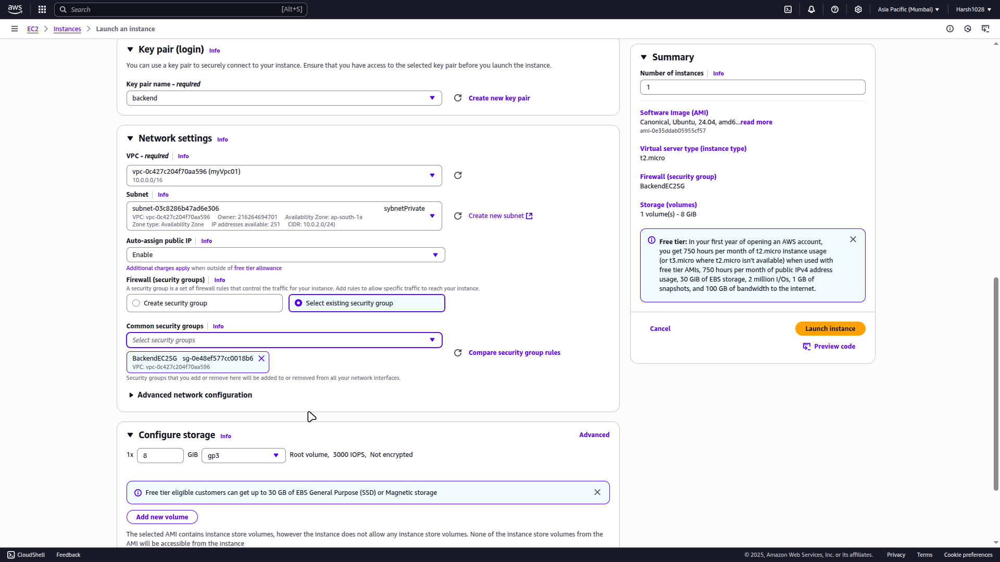 aws
Search [Alt+S]
Asia Pacific (Mumbai)
Harsh1028
EC2 Instances Launch an instance
Key pair (login) Info
You can use a key pair to securely connect to your instance. Ensure that you have access to the selected key pair before you launch the instance.
Key pair name - required
backend
Create new key pair
Network settings Info
VPC - required Info
vpc-0c427c204f70aa596 (myVpc01)
10.0.0.0/16
Subnet Info
subnet-03c8286b47ad6e306 sybnetPrivate
VPC: vpc-0c427c204f70aa596 Owner: 216264694701 Availability Zone: ap-south-1a
Zone type: Availability Zone IP addresses available: 251 CIDR: 10.0.2.0/24)
Create new subnet
Auto-assign public IP Info
Enable
Additional charges apply when outside of free tier allowance
Firewall (security groups) Info
A security group is a set of firewall rules that control the traffic for your instance. Add rules to allow specific traffic to reach your instance.
Create security group
Select existing security group
Common security groups Info
Select security groups
BackendEC2SG sg-0e48ef577cc0018b6
VPC: vpc-0c427c204f70aa596
Compare security group rules
Security groups that you add or remove here will be added to or removed from all your network interfaces.
Advanced network configuration
Configure storage Info
Advanced
1x 8 GiB gp3 Root volume, 3000 IOPS, Not encrypted
Free tier eligible customers can get up to 30 GB of EBS General Purpose (SSD) or Magnetic storage
Add new volume
The selected AMI contains instance store volumes, however the instance does not allow any instance store volumes. None of the instance store volumes from the
AMI will be accessible from the instance
Summary
Number of instances Info
1
Software Image (AMI)
Canonical, Ubuntu, 24.04, amd6...read more
ami-0e35ddab05955cf57
Virtual server type (instance type)
t2.micro
Firewall (security group)
BackendEC2SG
Storage (volumes)
1 volume(s) - 8 GiB
Free tier: In your first year of opening an AWS account,
you get 750 hours per month of t2.micro instance usage
(or t3.micro where t2.micro isn't available) when used with
free tier AMIs, 750 hours per month of public IPv4 address
usage, 30 GiB of EBS storage, 2 million I/Os, 1 GB of
snapshots, and 100 GB of bandwidth to the internet.
Cancel
Launch instance
Preview code
CloudShell
Feedback
© 2025, Amazon Web Services, Inc. or its affiliates.
Privacy
Terms
Cookie preferences